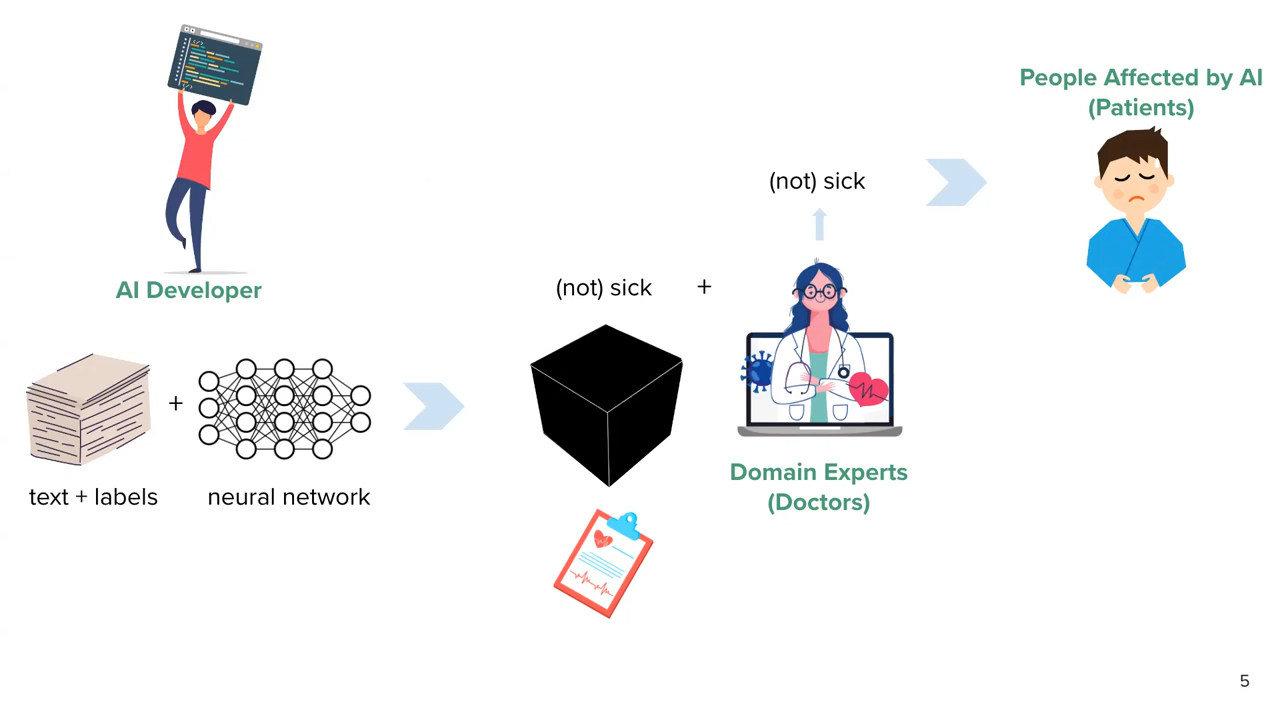 AI Developer
text + labels
+
neural network
(not) sick
+
(not) sick
Domain Experts
(Doctors)
People Affected by AI
(Patients)
5